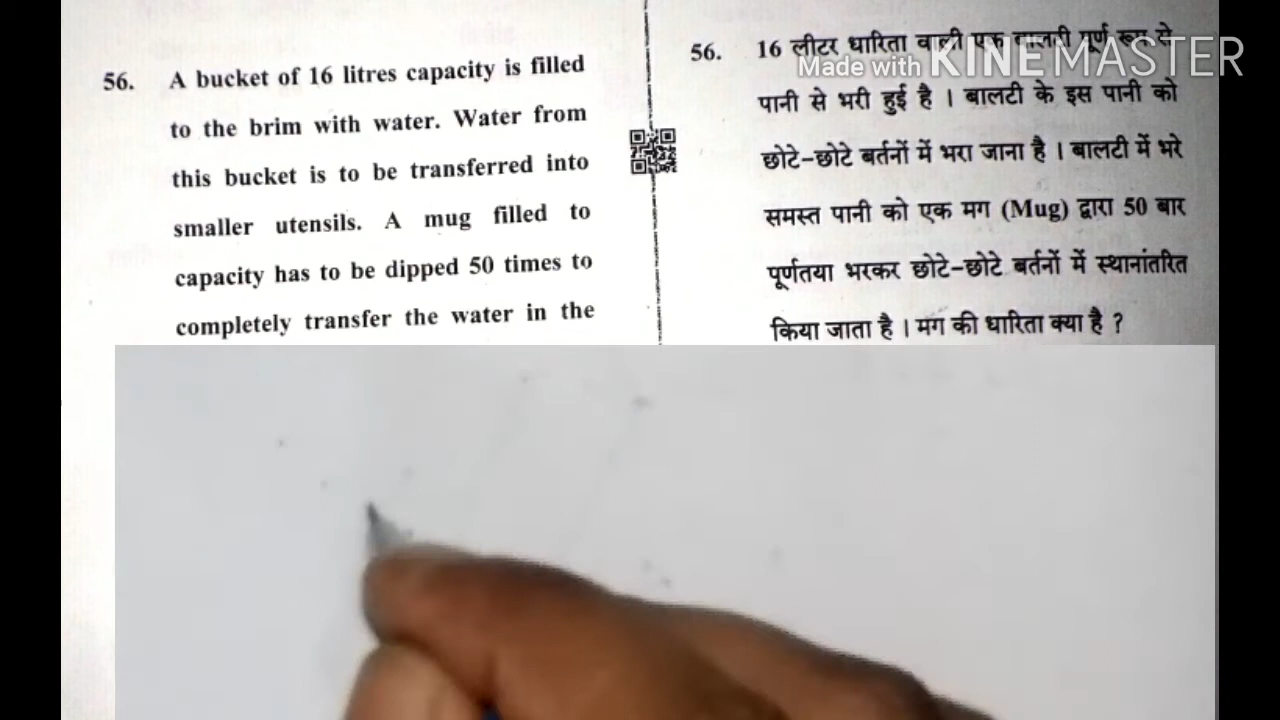 56. A bucket of 16 litres capacity is filled
to the brim with water. Water from
this bucket is to be transferred into
smaller utensils. A mug filled to
capacity has to be dipped 50 times to
completely transfer the water in the
56. 16 लीटर धारिता वाली एक बालटी पूर्ण रूप से
पानी से भरी हुई है । बालटी के इस पानी को
छोटे-छोटे बर्तनों में भरा जाना है । बालटी में भरे
समस्त पानी को एक मग (Mug) द्वारा 50 बार
पूर्णतया भरकर छोटे-छोटे बर्तनों में स्थानांतरित
किया जाता है । मग की धारिता क्या है ?
Made with KINEMASTER